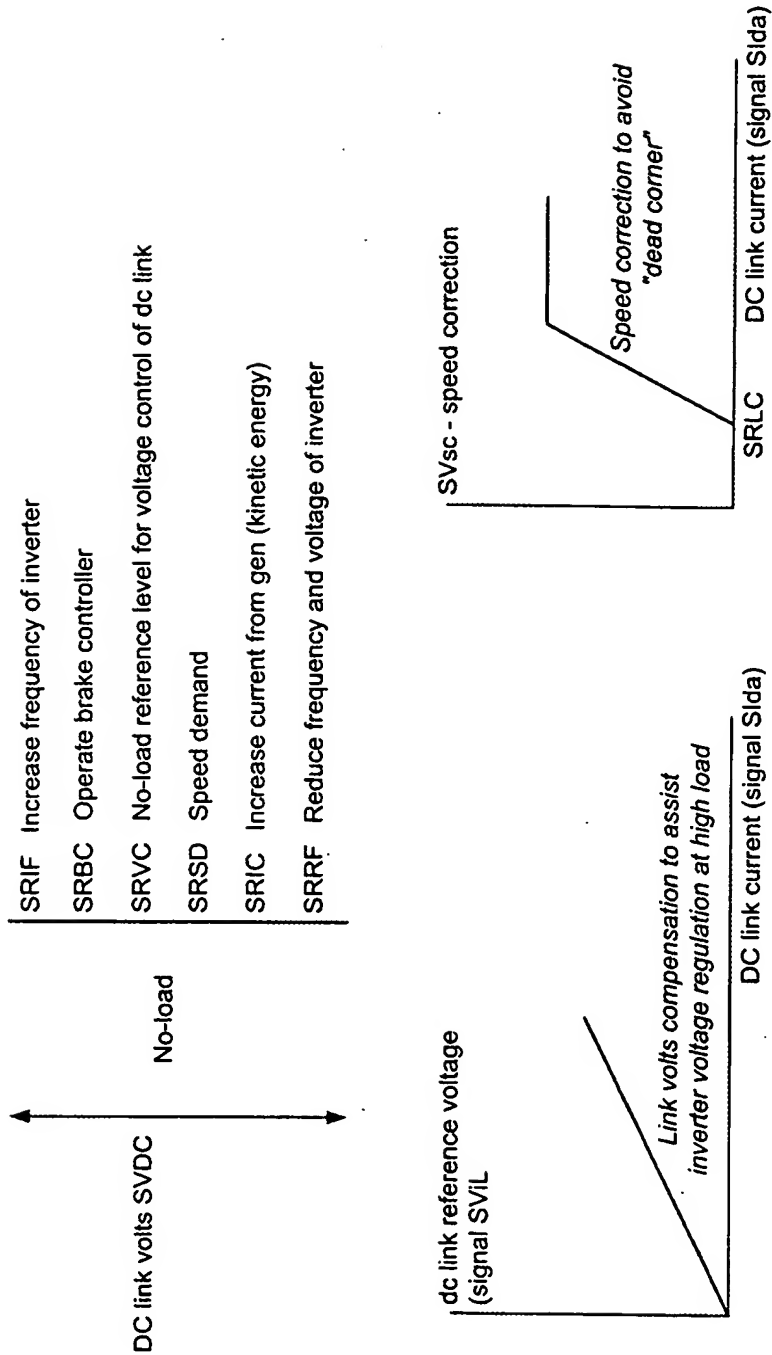 DC link volts SVDC
No-load
SRIF Increase frequency of inverter
SRBC Operate brake controller
SRVC No-load reference level for voltage control of dc link
SRSD Speed demand
SRIC Increase current from gen (kinetic energy)
SRRF Reduce frequency and voltage of inverter
dc link reference voltage
(signal SViL)
Link volts compensation to assist
inverter voltage regulation at high load
DC link current (signal SIda)
SVsc - speed correction
Speed correction to avoid
"dead corner"
SRLC
DC link current (signal SIda)